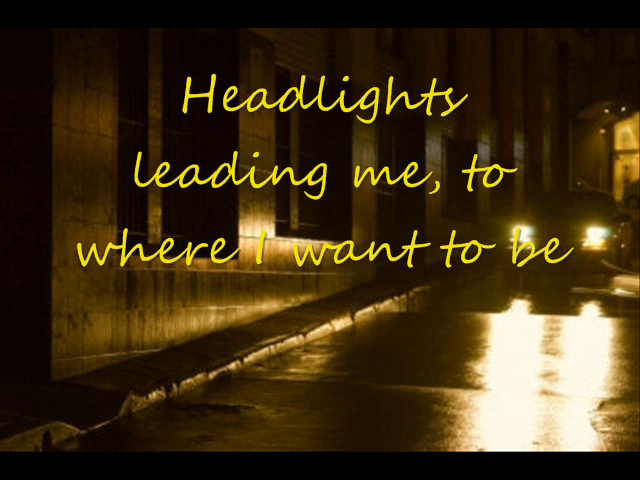 Headlights
leading me, to
where I want to be